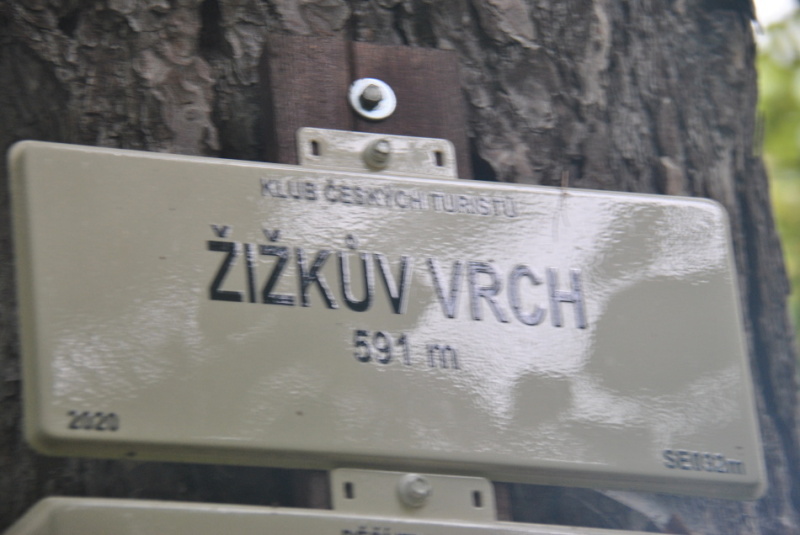 KLUB ČESKÝCH TURISTŮ
ŽIŽKŮV VRCH
591 m
2020
SE032m